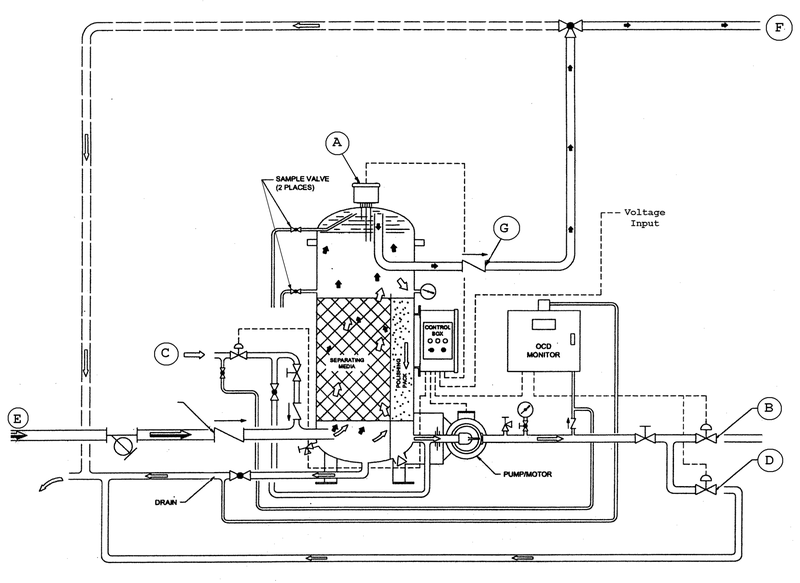 F
A
SAMPLE VALVE
(2 PLACES)
Voltage
Input
G
CONTROL
BOX
OCD
MONITOR
C
SEPARATING
MEDIA
POLISHING
PACK
E
B
D
PUMP/MOTOR
DRAIN